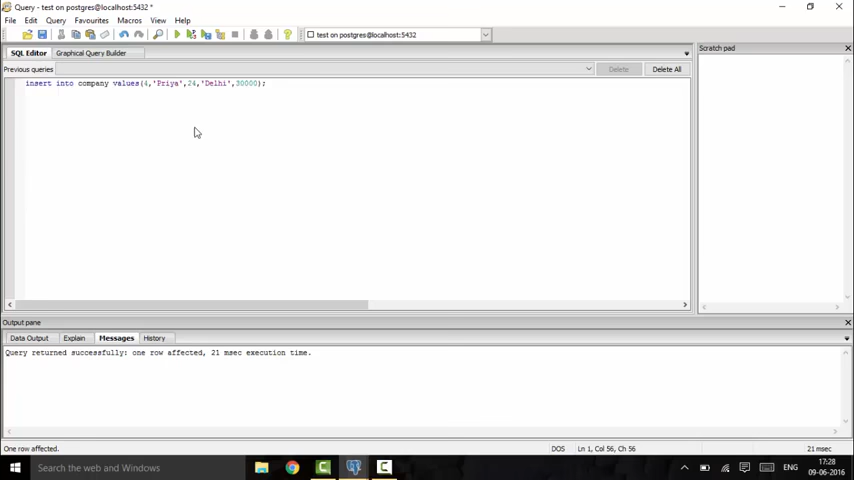 Query - test on postgres@localhost:5432 *
File Edit Query Favourites Macros View Help
test on postgres@localhost:5432
SQL Editor Graphical Query Builder
Scratch pad
Previous queries Delete Delete All
insert into company values(4,'Priya',24,'Delhi',30000);
Output pane
Data Output Explain Messages History
Query returned successfully: one row affected, 21 msec execution time.
One row affected. DOS Ln 1, Col 56, Ch 56 21 msec
Search the web and Windows
ENG
17:28
09-06-2016